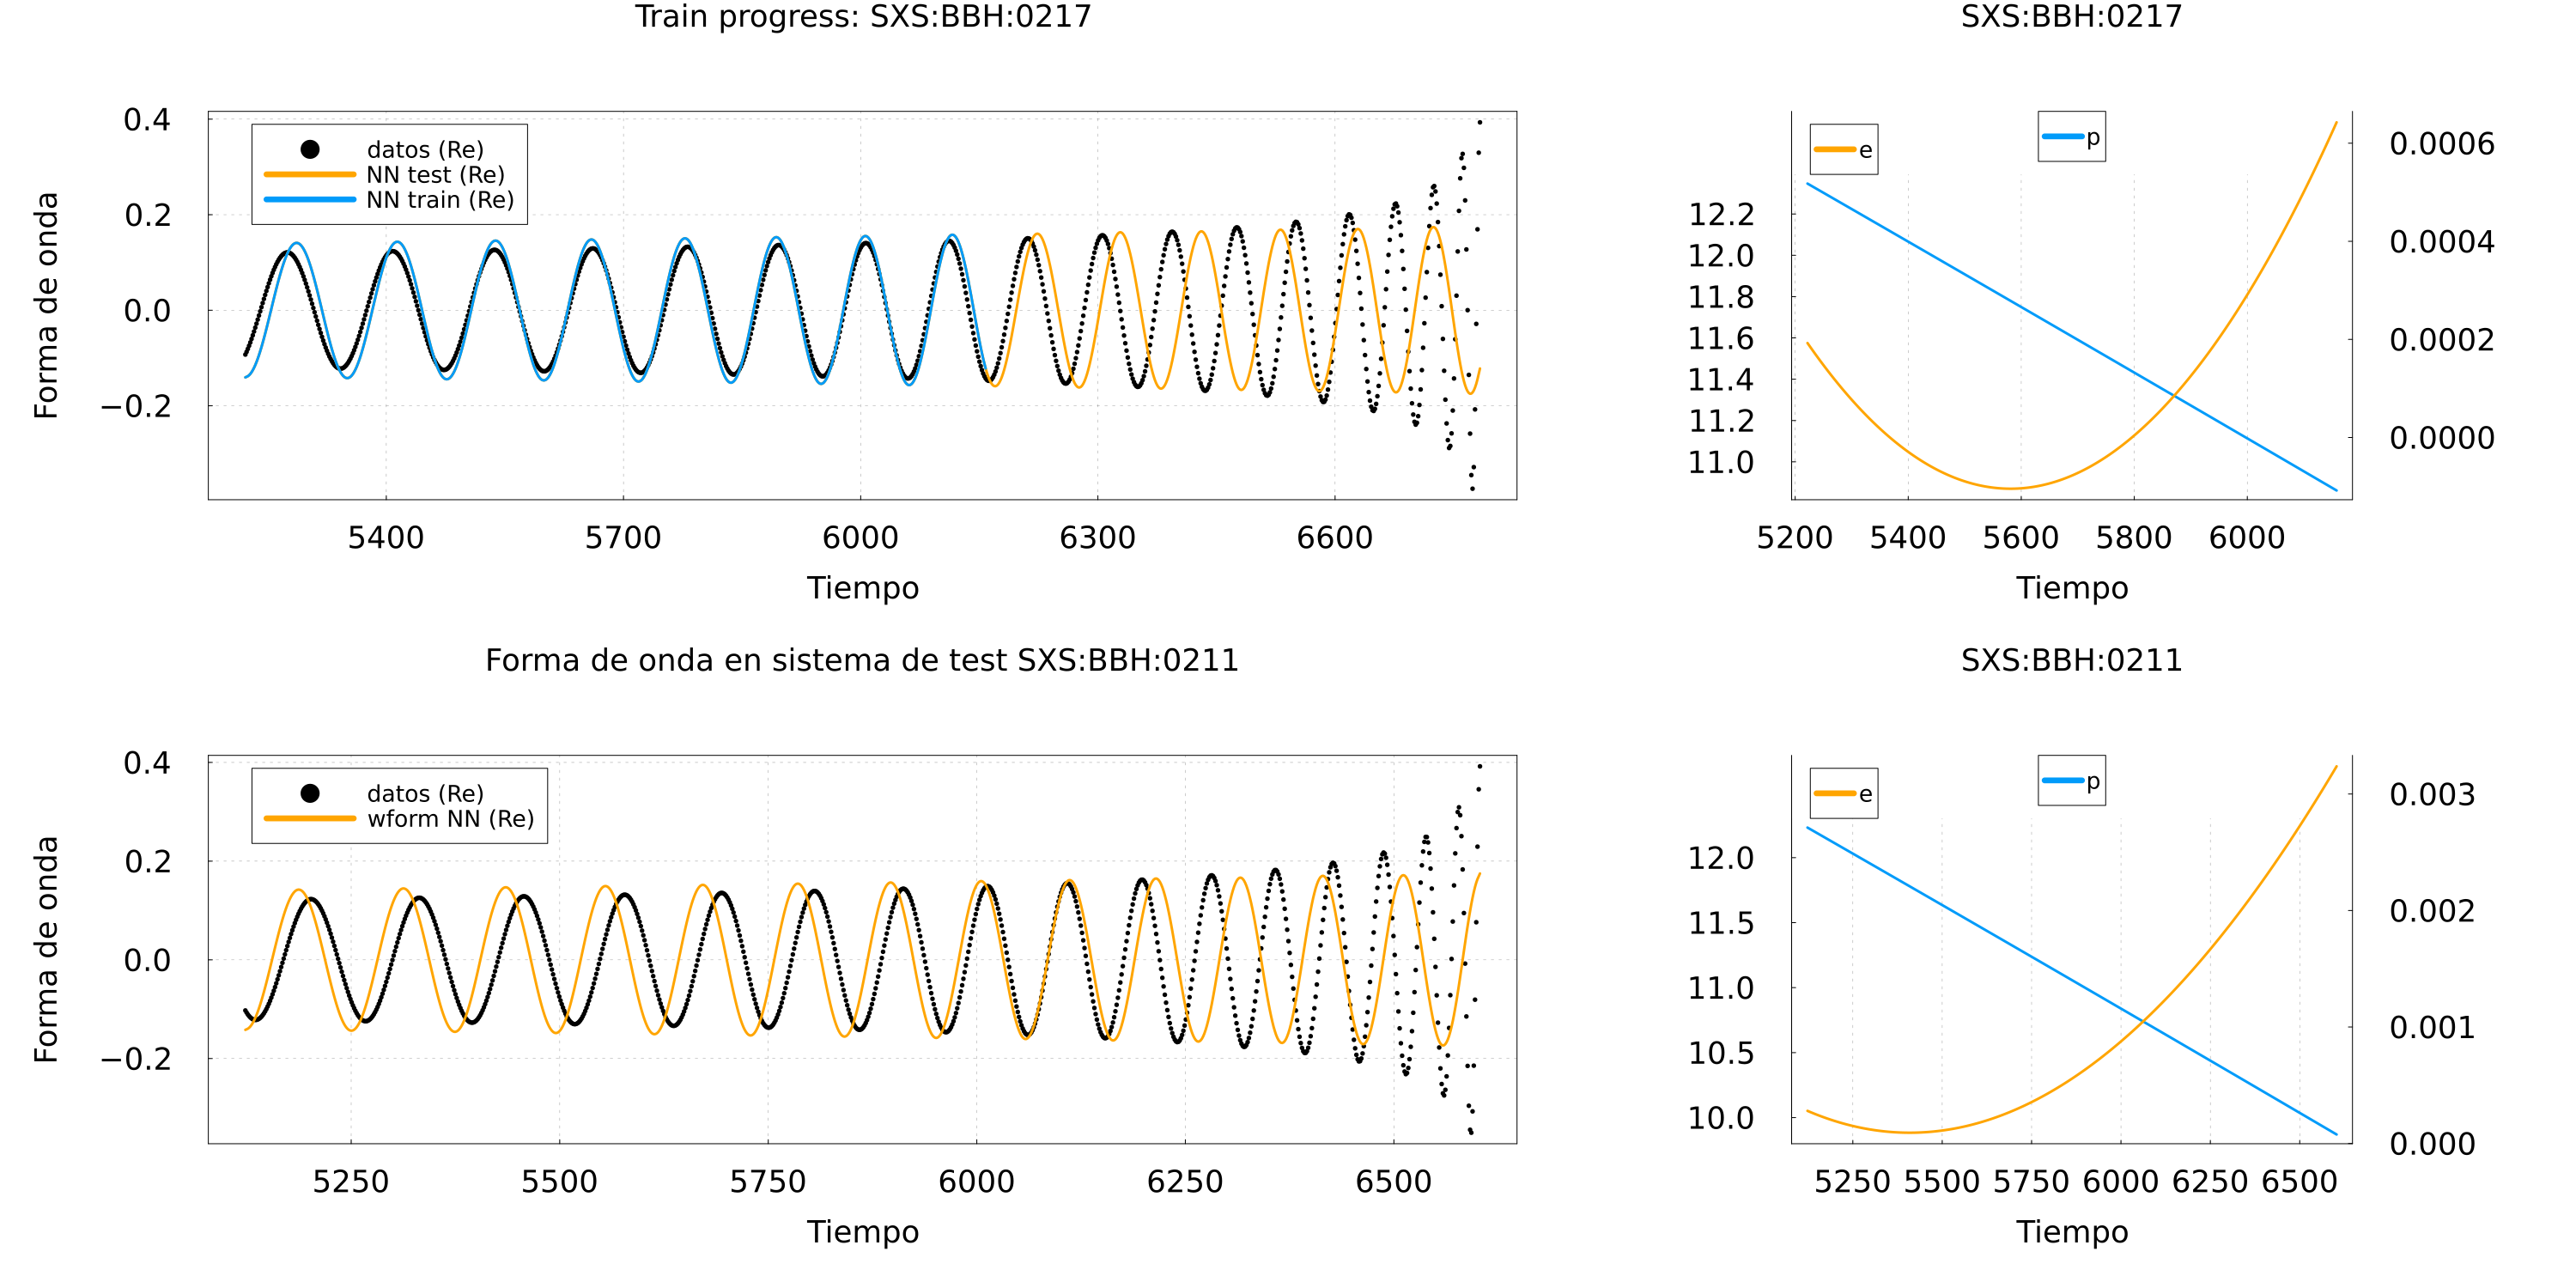 Train progress: SXS:BBH:0217
0.4
0.2
0.0
−0.2
Forma de onda
datos (Re)
NN test (Re)
NN train (Re)
5400 5700 6000 6300 6600
Tiempo
SXS:BBH:0217
e
p
12.2
12.0
11.8
11.6
11.4
11.2
11.0
0.0006
0.0004
0.0002
0.0000
5200 5400 5600 5800 6000
Tiempo
Forma de onda en sistema de test SXS:BBH:0211
0.4
0.2
0.0
−0.2
Forma de onda
datos (Re)
wform NN (Re)
5250 5500 5750 6000 6250 6500
Tiempo
SXS:BBH:0211
e
p
12.0
11.5
11.0
10.5
10.0
0.003
0.002
0.001
0.000
5250 5500 5750 6000 6250 6500
Tiempo